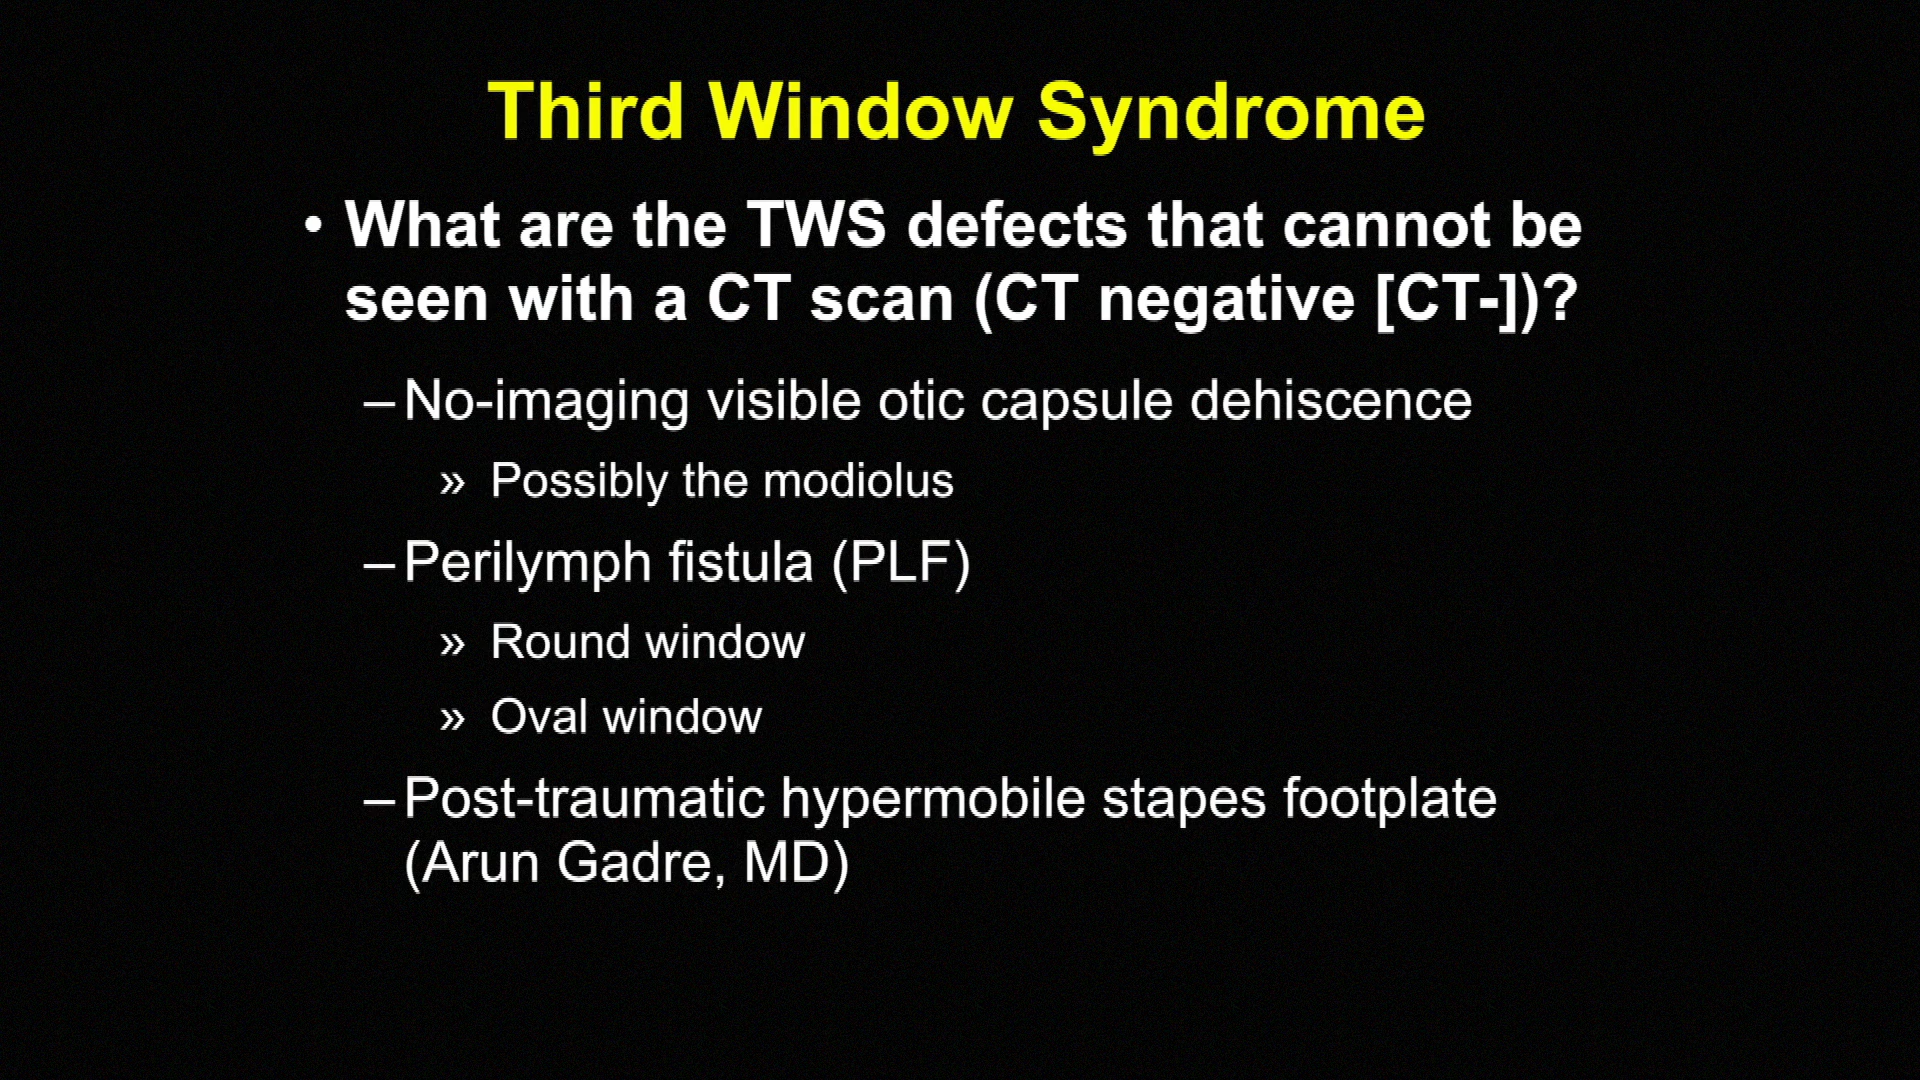 Third Window Syndrome
• What are the TWS defects that cannot be
seen with a CT scan (CT negative [CT-])?
– No-imaging visible otic capsule dehiscence
» Possibly the modiolus
– Perilymph fistula (PLF)
» Round window
» Oval window
– Post-traumatic hypermobile stapes footplate
(Arun Gadre, MD)